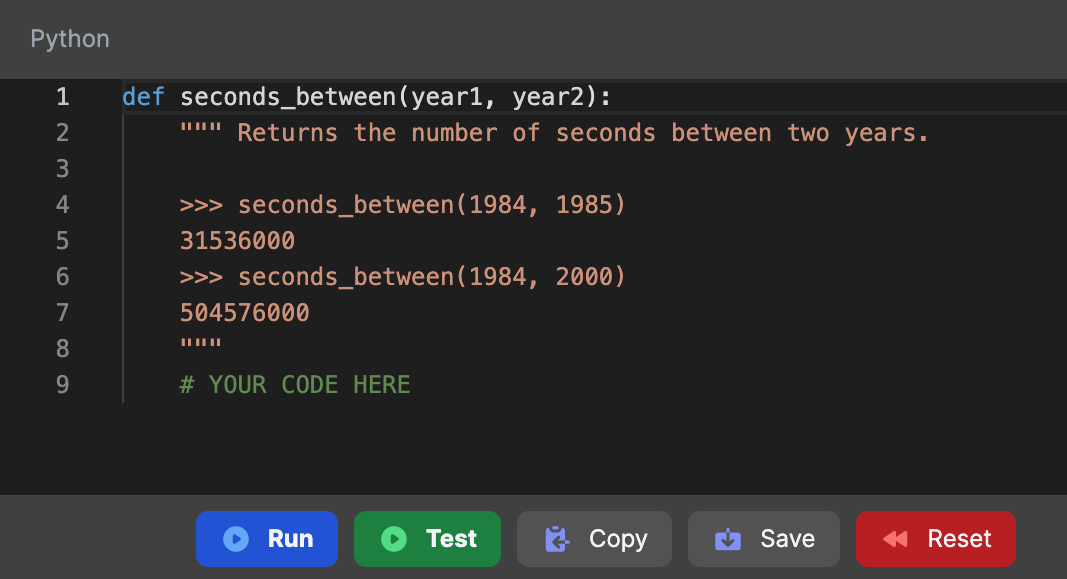 Python
1 def seconds_between(year1, year2):
2     """ Returns the number of seconds between two years.
3
4     >>> seconds_between(1984, 1985)
5     31536000
6     >>> seconds_between(1984, 2000)
7     504576000
8     """
9     # YOUR CODE HERE
Run Test Copy Save Reset